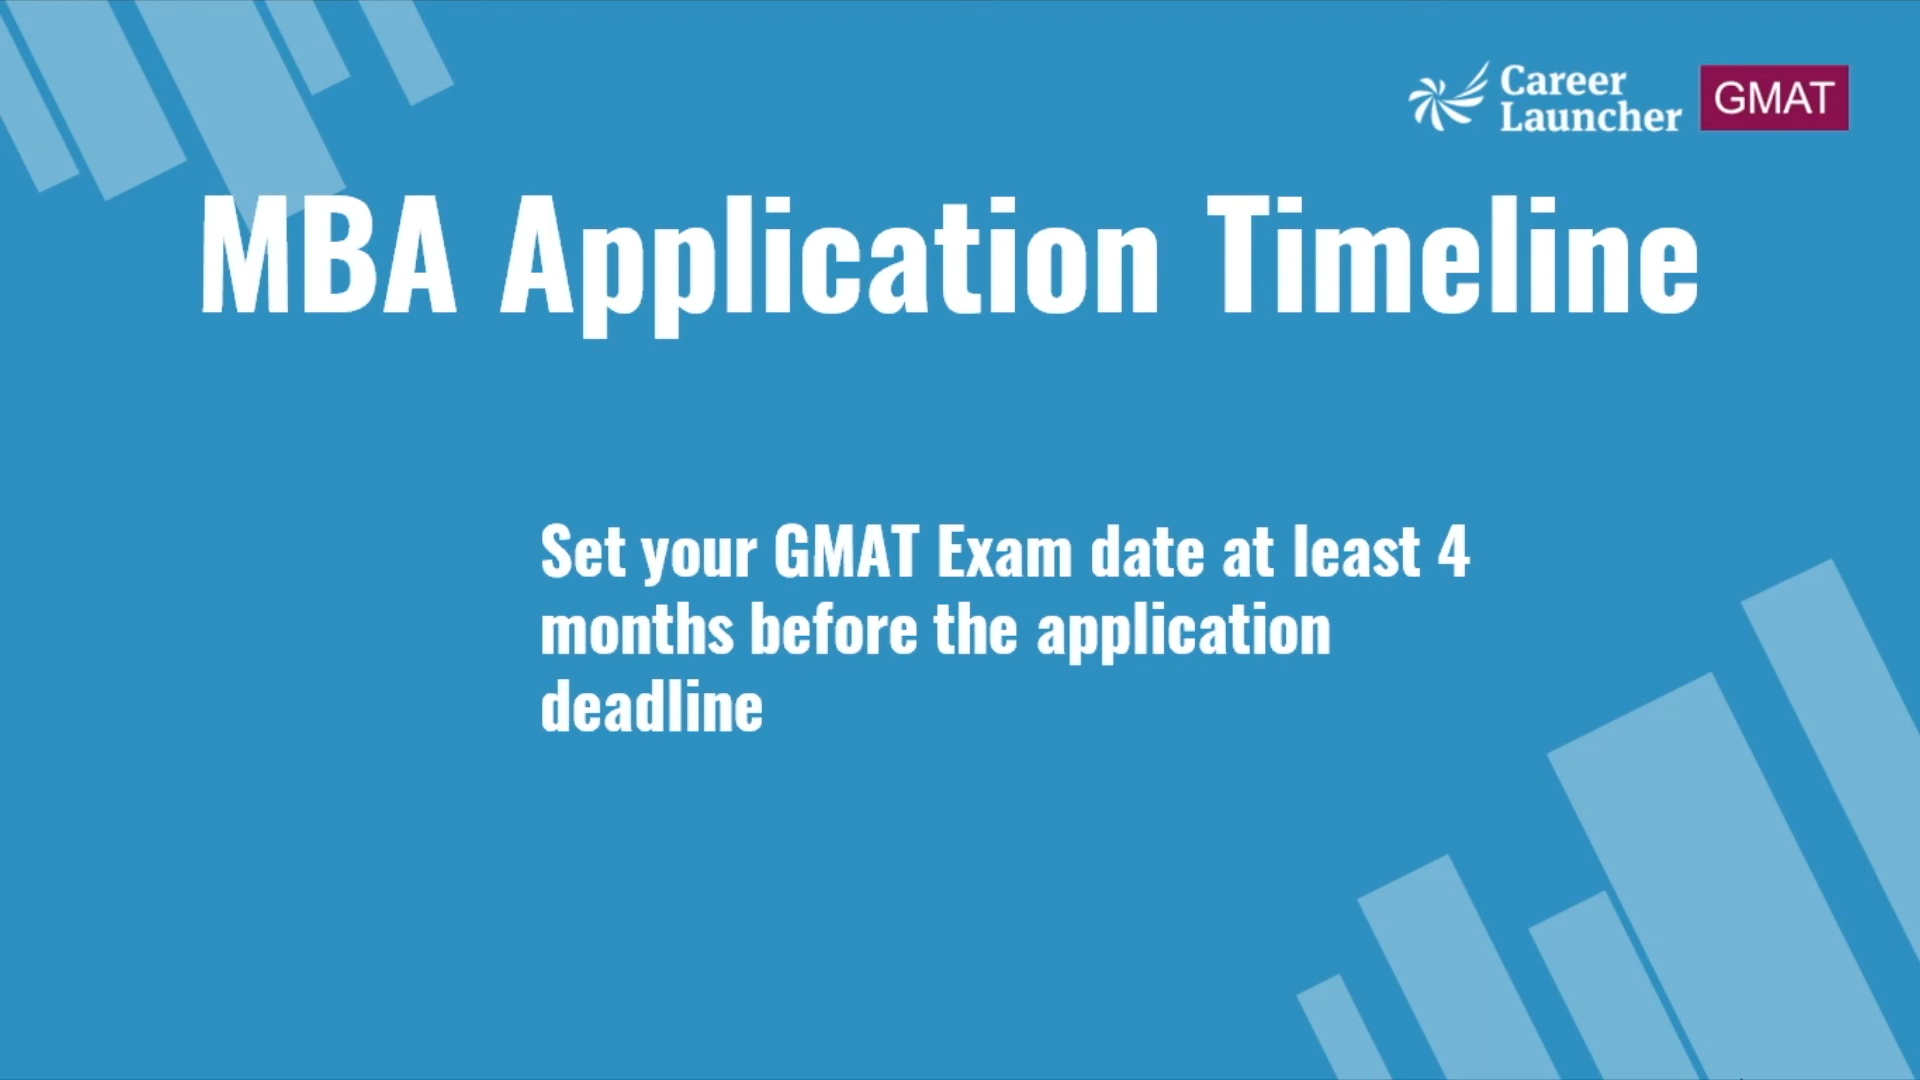 Career
Launcher
GMAT
MBA Application Timeline
Set your GMAT Exam date at least 4
months before the application
deadline